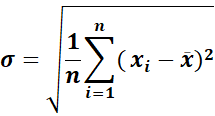 σ = √(1/n ∑_{i=1}^{n} (x_i − x̄)²)